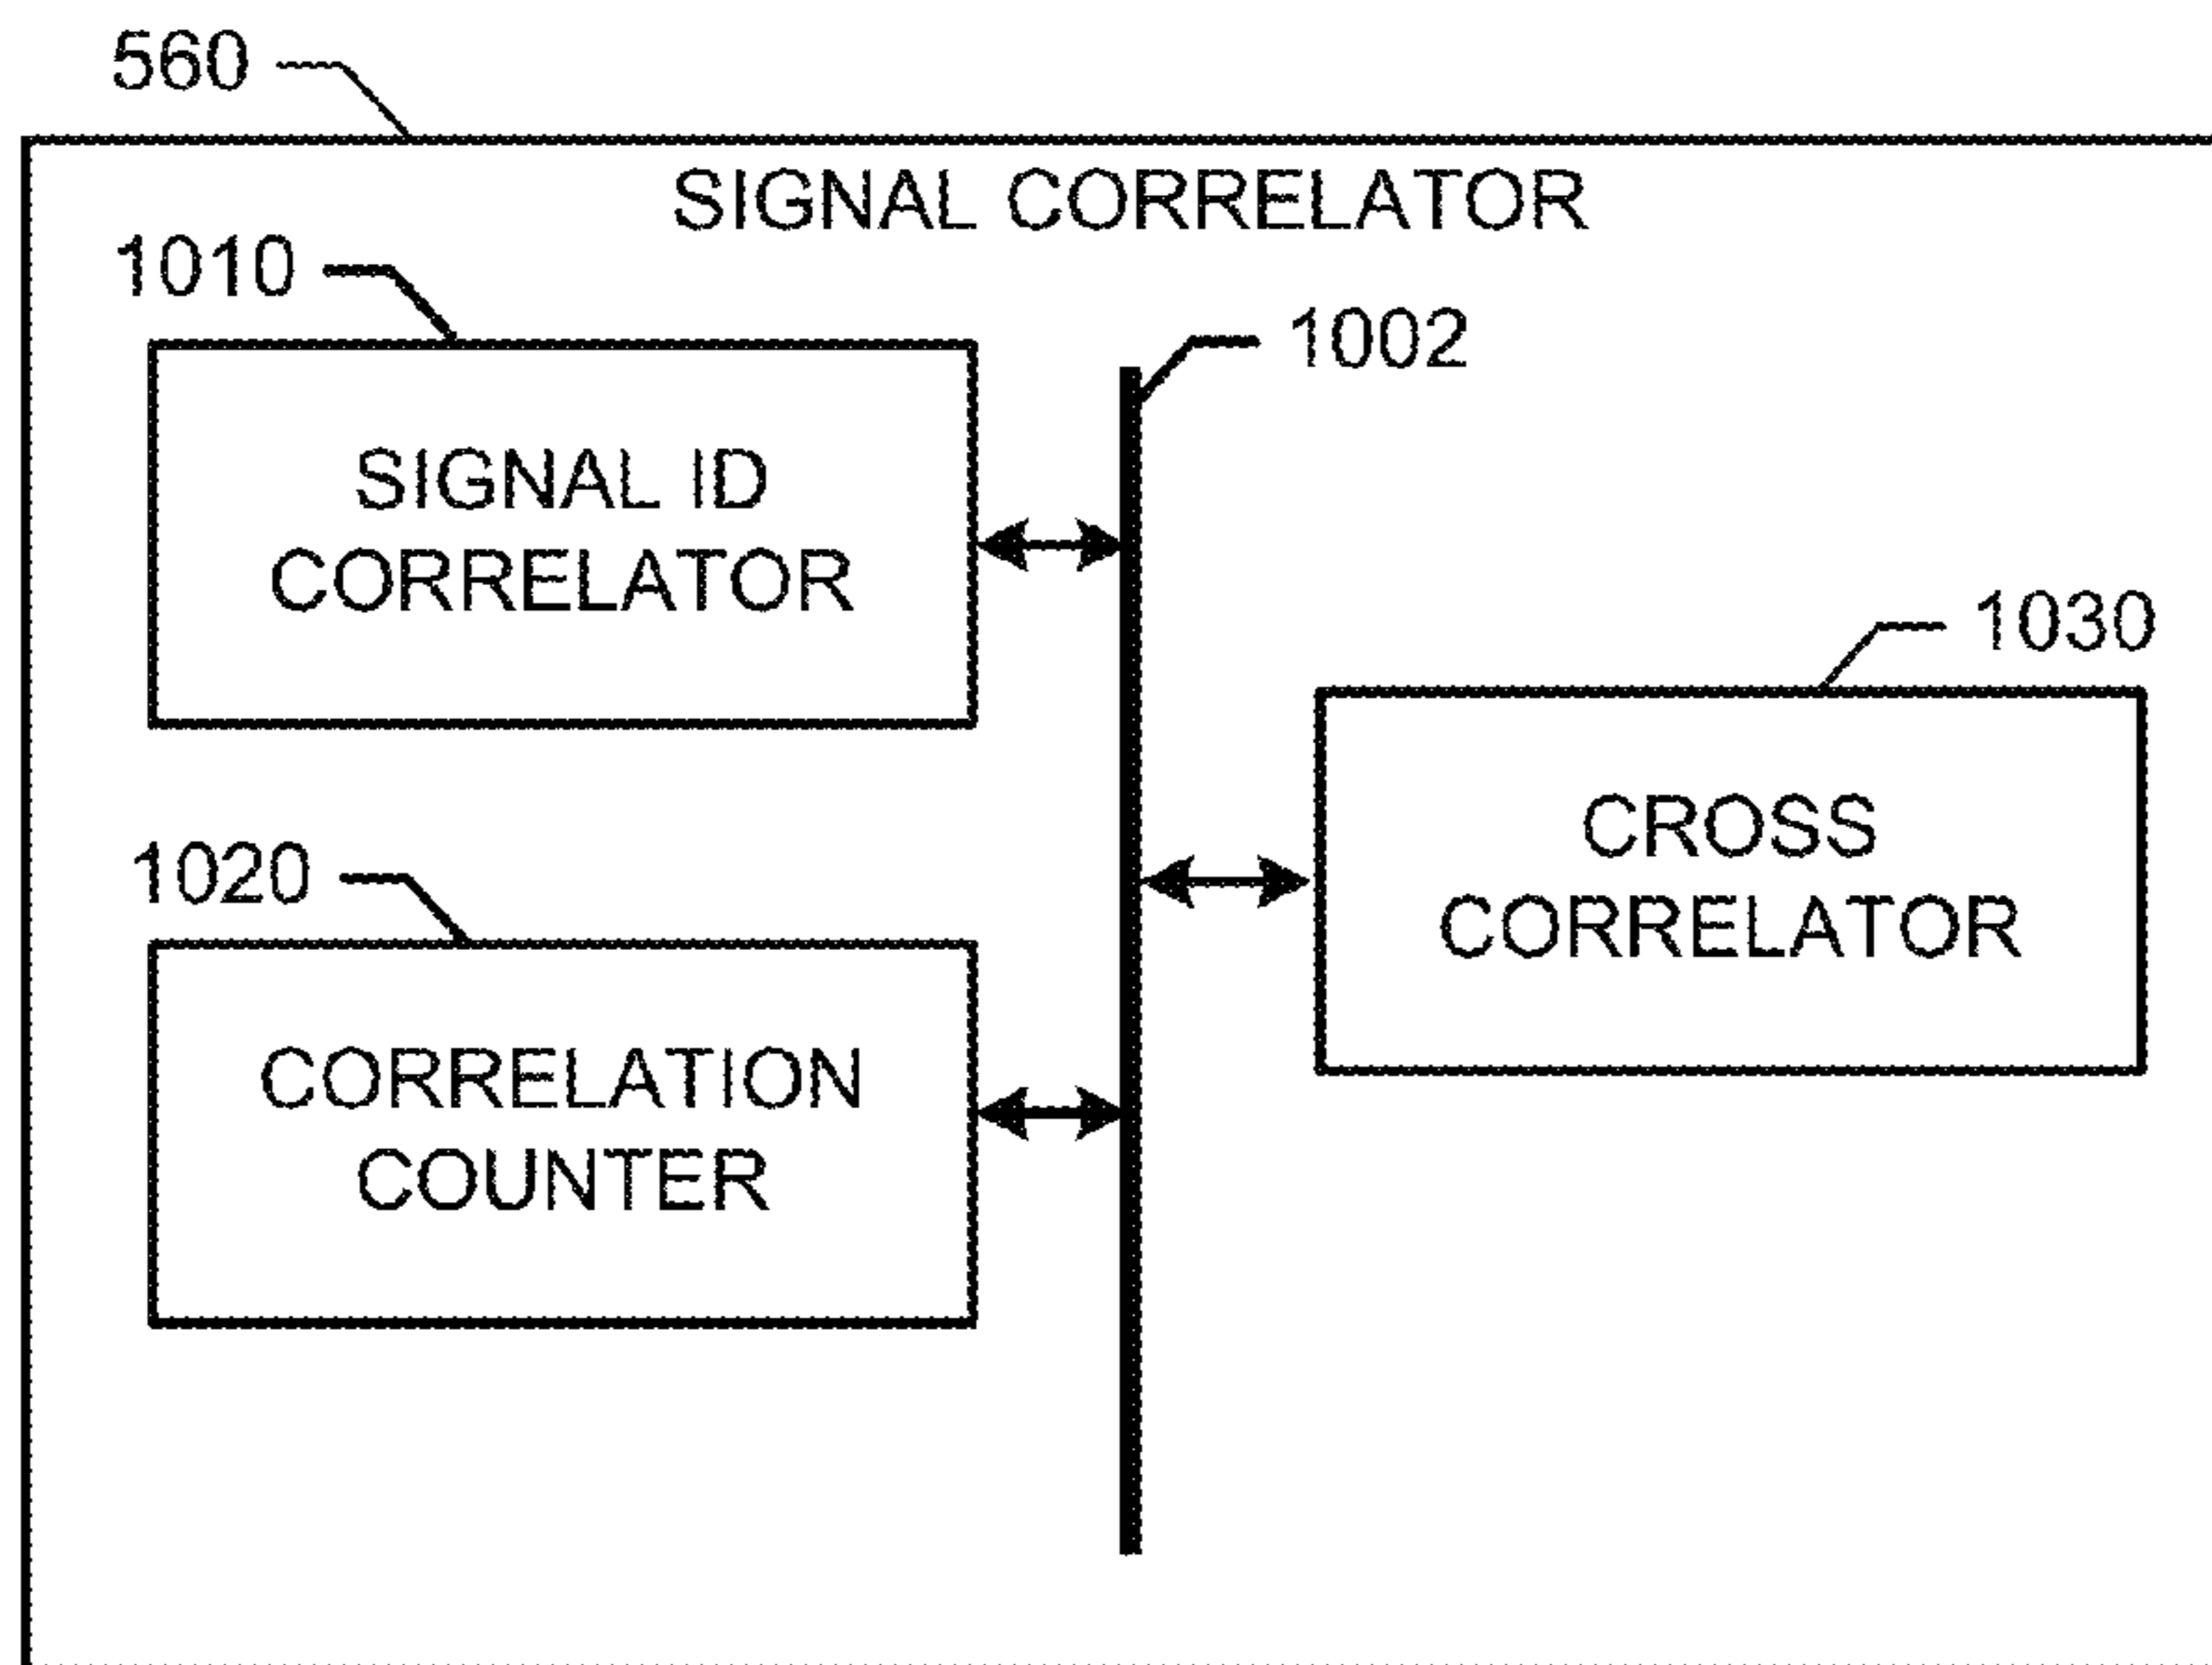 560
SIGNAL CORRELATOR
1010
1002
SIGNAL ID
CORRELATOR
1030
CROSS
CORRELATOR
1020
CORRELATION
COUNTER